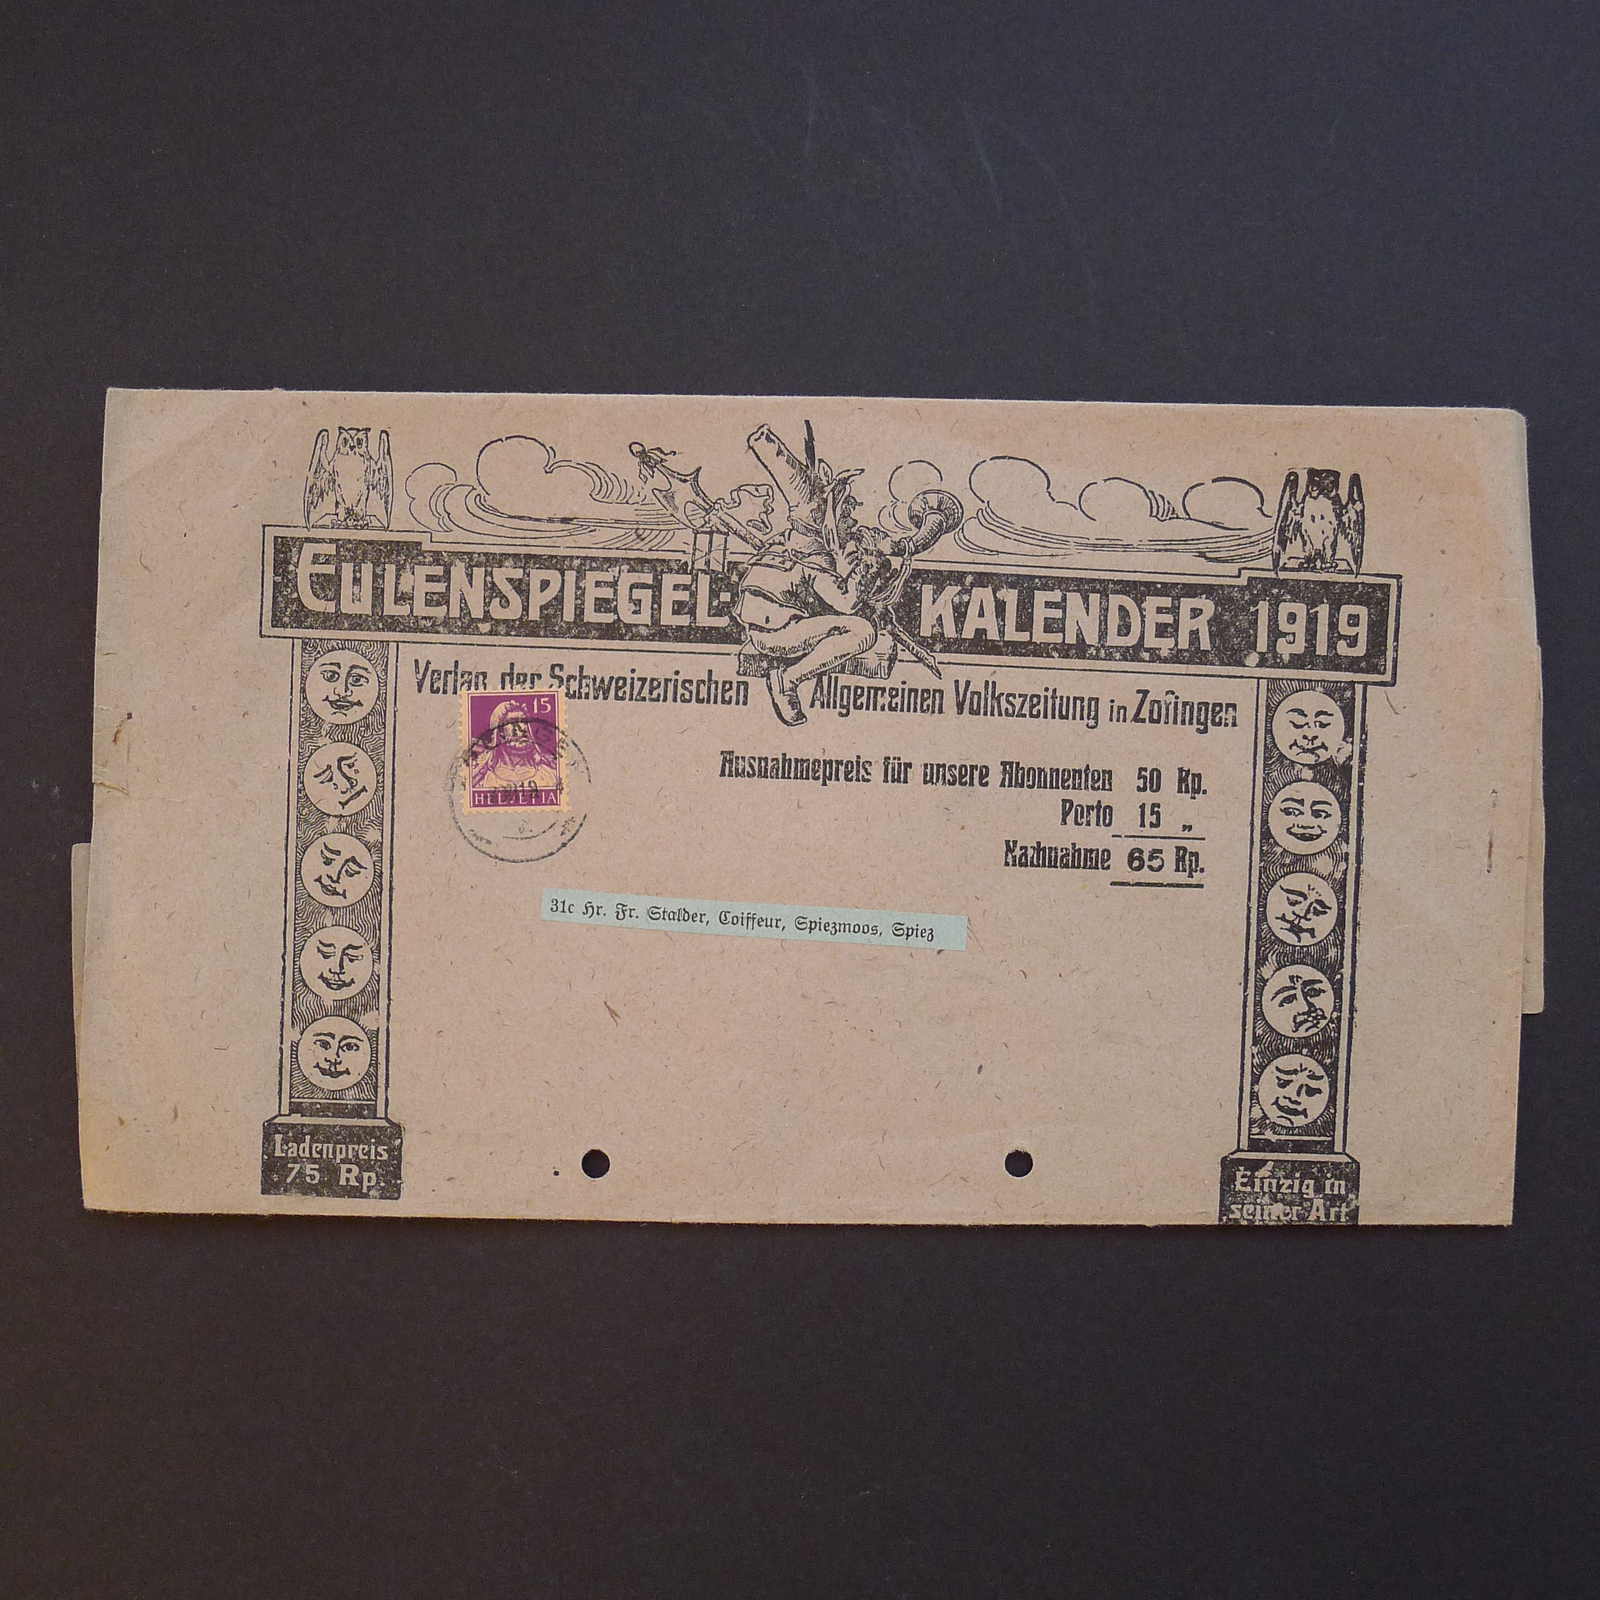 EULENSPIEGEL-KALENDER 1919
Verlag der Schweizerischen Allgemeinen Volkszeitung in Zofingen
15
HELVETIA
Ausnahmepreis für unsere Abonnenten 50 Rp.
Porto 15 „
Nachnahme 65 Rp.
31c Hr. Fr. Stalder, Coiffeur, Spiezmoos, Spiez
Ladenpreis
75 Rp.
Einzig in
seiner Art